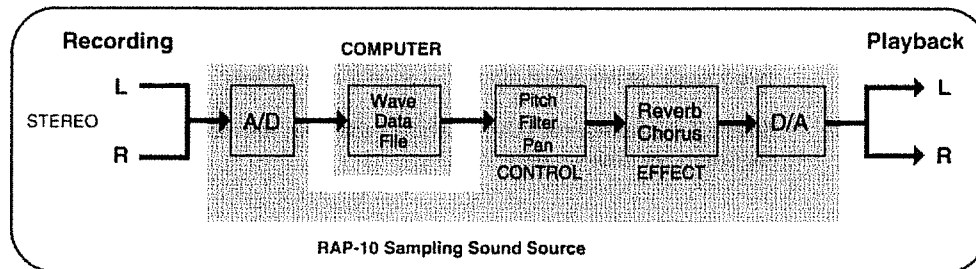 Recording
COMPUTER
Playback
L
STEREO
R
A/D
Wave
Data
File
Pitch
Filter
Pan
CONTROL
Reverb
Chorus
EFFECT
D/A
L
R
RAP-10 Sampling Sound Source